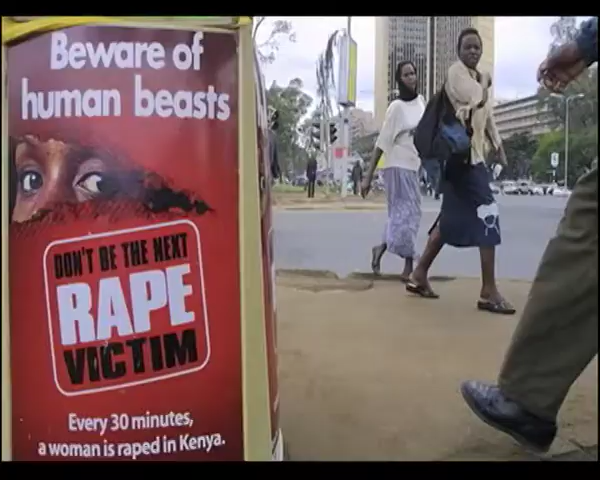 Beware of
human beasts
DON'T BE THE NEXT
RAPE
VICTIM
Every 30 minutes,
a woman is raped in Kenya.